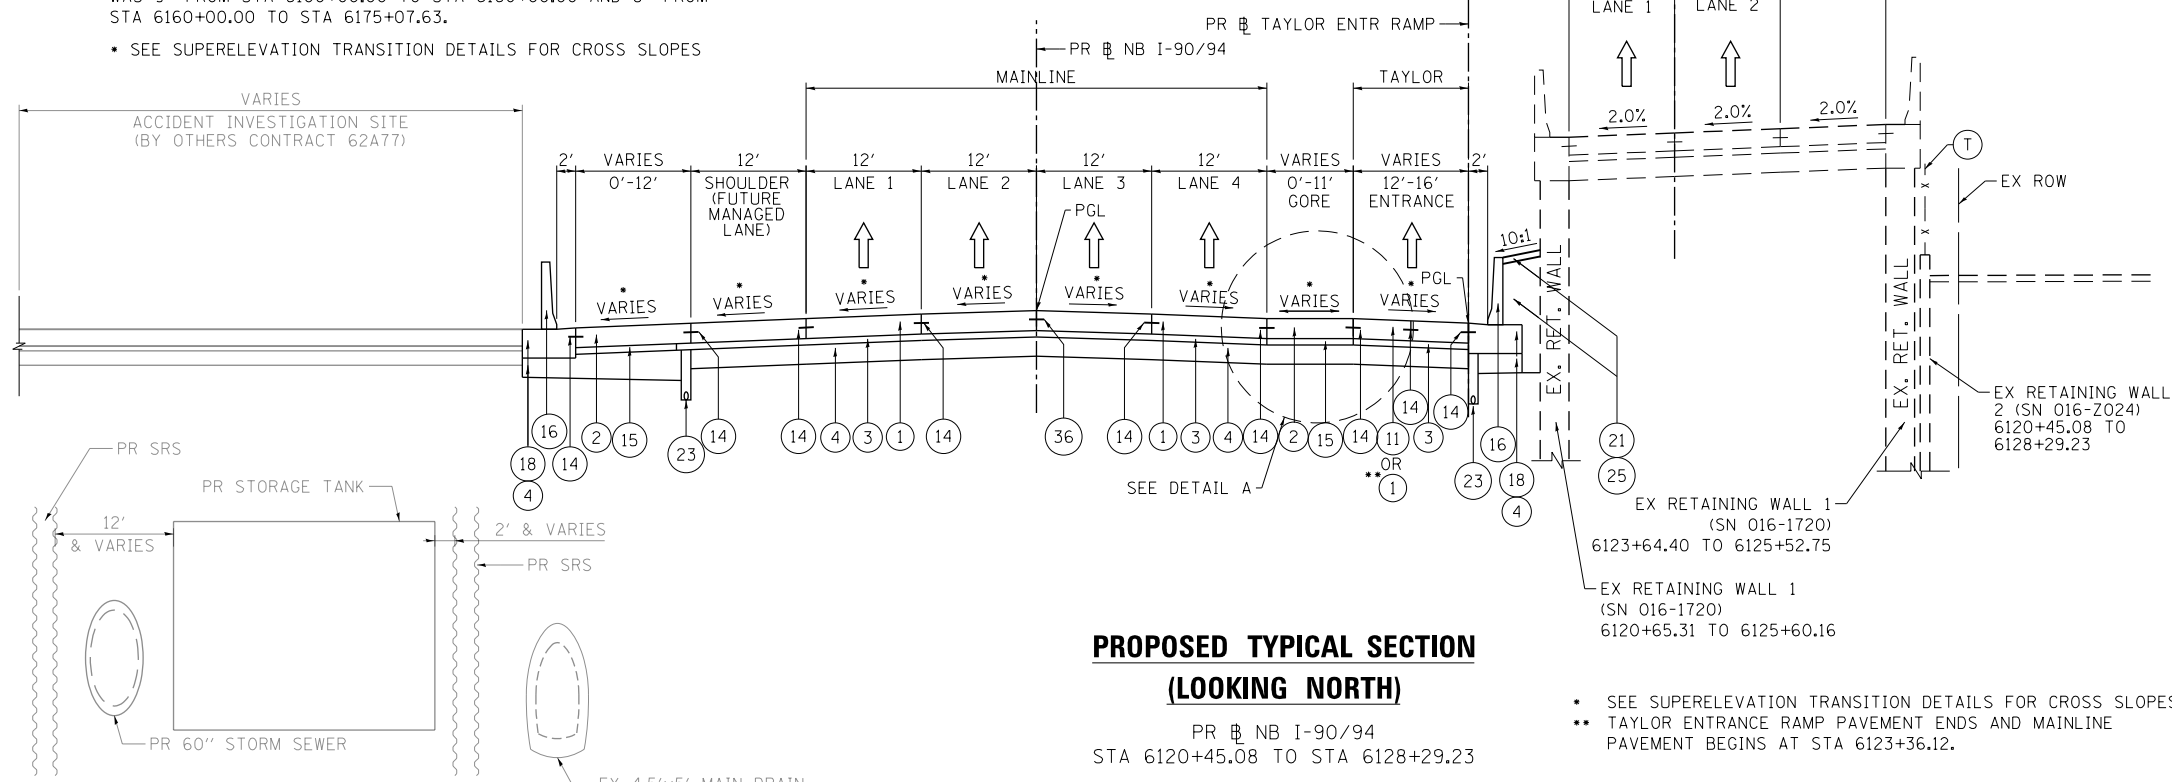 STA 6160+00.00 TO STA 6175+07.63.
* SEE SUPERELEVATION TRANSITION DETAILS FOR CROSS SLOPES
PR ⅊ TAYLOR ENTR RAMP
PR ⅊ NB I-90/94
LANE 1
LANE 2
MAINLINE
TAYLOR
VARIES
ACCIDENT INVESTIGATION SITE
(BY OTHERS CONTRACT 62A77)
2.0%
2.0%
2.0%
T
EX ROW
2'
VARIES
0'-12'
12'
SHOULDER
(FUTURE
MANAGED
LANE)
12'
LANE 1
12'
LANE 2
12'
LANE 3
12'
LANE 4
VARIES
0'-11'
GORE
VARIES
12'-16'
ENTRANCE
2'
PGL
10:1
PGL
*
VARIES
*
VARIES
*
VARIES
*
VARIES
*
VARIES
*
VARIES
*
VARIES
*
VARIES
EX. RET. WALL
EX. RET. WALL
16
18
4
14
2
15
23
14
14
4
3
1
14
36
14
1
3
4
14
2
15
14
11
OR
**
1
14
3
14
23
16
18
4
21
25
SEE DETAIL A
EX RETAINING WALL
2 (SN 016-Z024)
6120+45.08 TO
6128+29.23
EX RETAINING WALL 1
(SN 016-1720)
6123+64.40 TO 6125+52.75
EX RETAINING WALL 1
(SN 016-1720)
6120+65.31 TO 6125+60.16
PR SRS
PR STORAGE TANK
12'
& VARIES
2' & VARIES
PR SRS
PR 60'' STORM SEWER
PROPOSED TYPICAL SECTION
(LOOKING NORTH)
PR ⅊ NB I-90/94
STA 6120+45.08 TO STA 6128+29.23
* SEE SUPERELEVATION TRANSITION DETAILS FOR CROSS SLOPES
** TAYLOR ENTRANCE RAMP PAVEMENT ENDS AND MAINLINE
PAVEMENT BEGINS AT STA 6123+36.12.